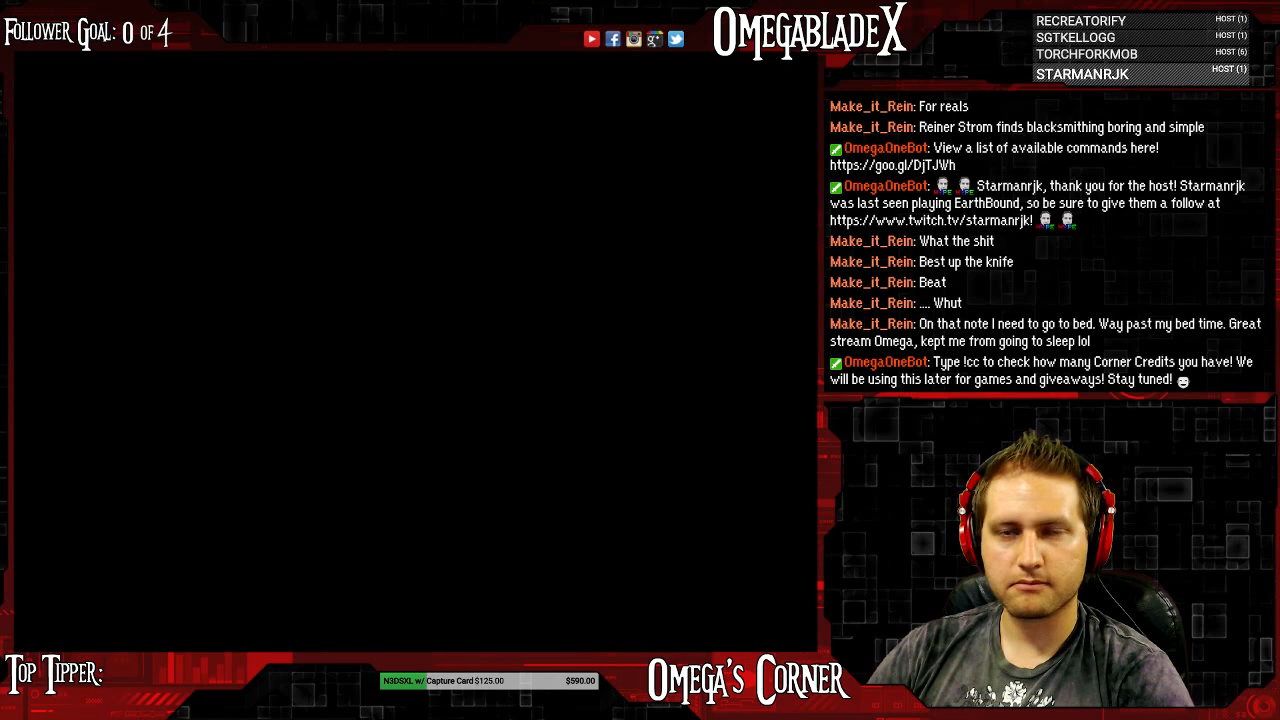 Follower Goal: 0 of 4
OmegabladeX
RECREATORIFY HOST (1)
SGTKELLOGG HOST (1)
TORCHFORKMOB HOST (6)
STARMANRJK HOST (1)
Make_it_Rein: For reals
Make_it_Rein: Reiner Strom finds blacksmithing boring and simple
OmegaOneBot: View a list of available commands here!
https://goo.gl/DjTJWh
OmegaOneBot: Starmanrjk, thank you for the host! Starmanrjk
was last seen playing EarthBound, so be sure to give them a follow at
https://www.twitch.tv/starmanrjk!
Make_it_Rein: What the shit
Make_it_Rein: Best up the knife
Make_it_Rein: Beat
Make_it_Rein: .... Whut
Make_it_Rein: On that note I need to go to bed. Way past my bed time. Great
stream Omega, kept me from going to sleep lol
OmegaOneBot: Type !cc to check how many Corner Credits you have! We
will be using this later for games and giveaways! Stay tuned!
Top Tipper:
N3DSXL w/ Capture Card $125.00 $590.00
Omega's Corner